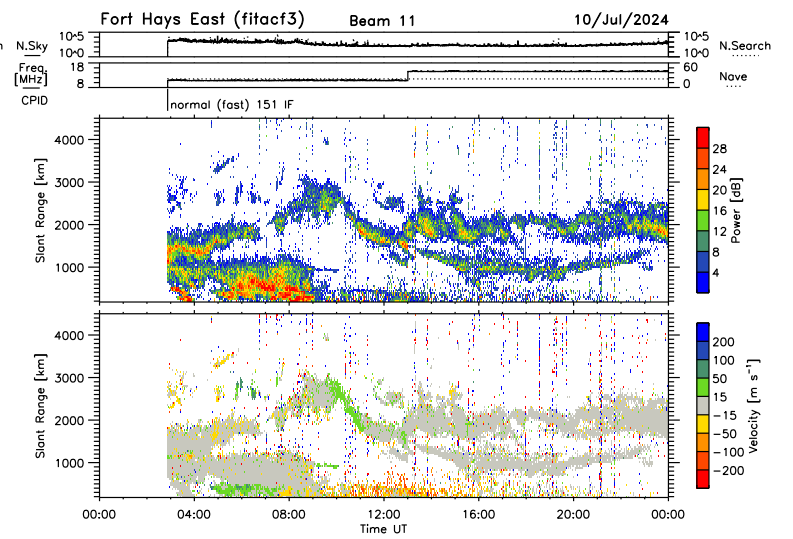 Fort Hays East (fitacf3) Beam 11 10/Jul/2024
n N.Sky 10^5 10^0 10^5 10^0 N.Search
Freq. [MHz] 18 8 60 0 Nave
CPID normal (fast) 151 IF
Slant Range [km] 4000 3000 2000 1000
28 24 20 16 12 8 4 Power [dB]
Slant Range [km] 4000 3000 2000 1000
200 100 50 15 −15 −50 −100 −200 Velocity [m s⁻¹]
00:00 04:00 08:00 12:00 16:00 20:00 00:00
Time UT